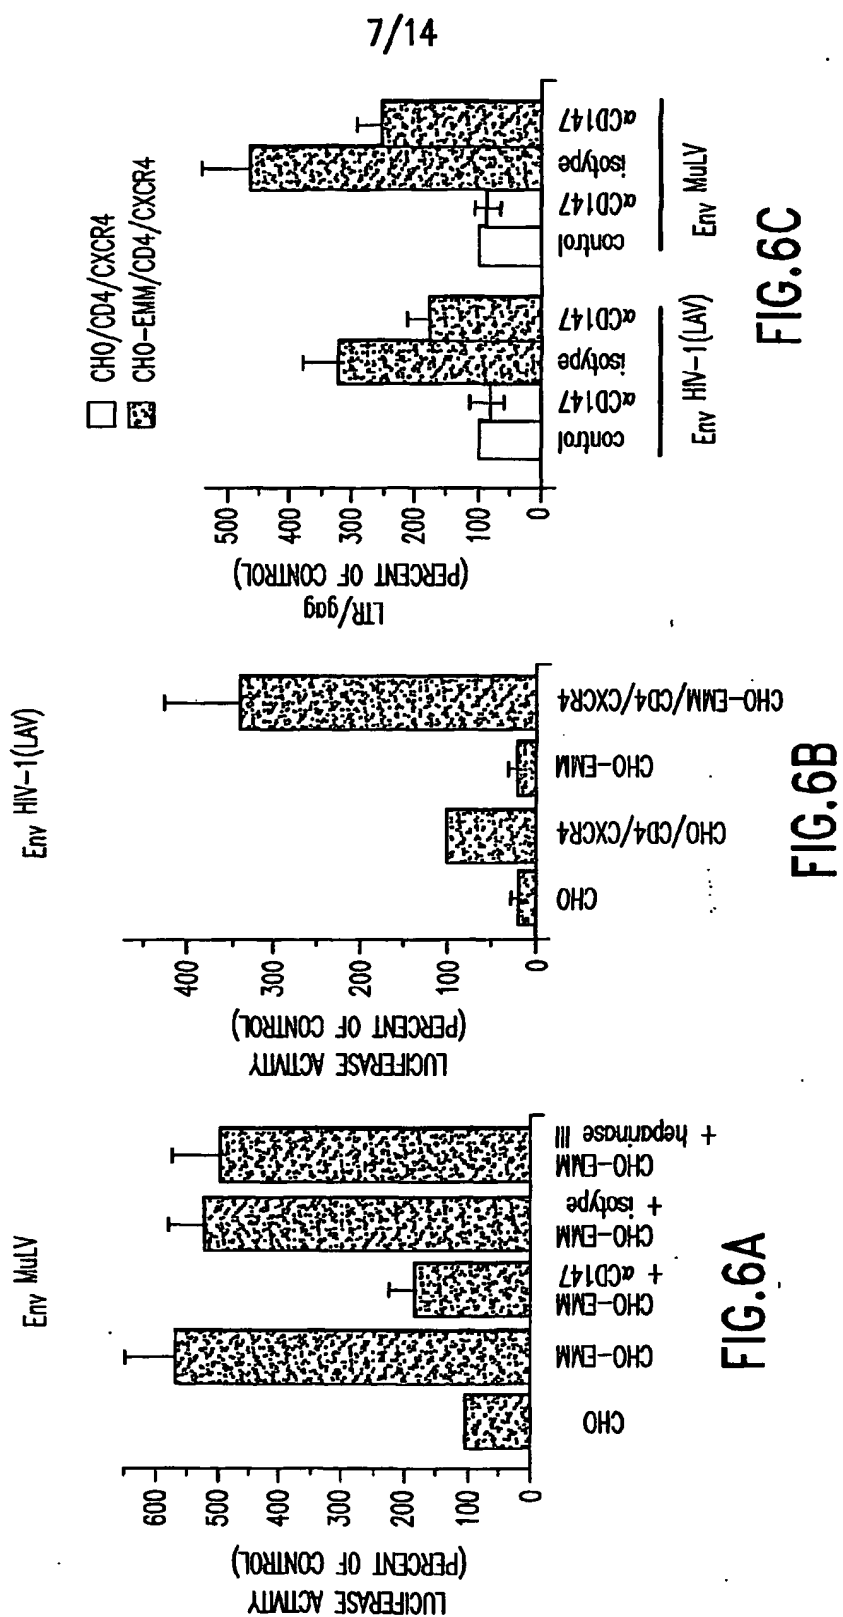 7/14
Env MuLV
LUCIFERASE ACTIVITY
(PERCENT OF CONTROL)
600
500
400
300
200
100
0
CHO
CHO-EMM
CHO-EMM
+ αCD147
CHO-EMM
+ isotype
CHO-EMM
+ heparinase III
FIG.6A
Env HIV-1(LAV)
LUCIFERASE ACTIVITY
(PERCENT OF CONTROL)
400
300
200
100
0
CHO
CHO/CD4/CXCR4
CHO-EMM
CHO-EMM/CD4/CXCR4
FIG.6B
CHO/CD4/CXCR4
CHO-EMM/CD4/CXCR4
LTR/gag
(PERCENT OF CONTROL)
500
400
300
200
100
0
control
αCD147
isotype
αCD147
control
αCD147
isotype
αCD147
Env HIV-1(LAV)
Env MuLV
FIG.6C